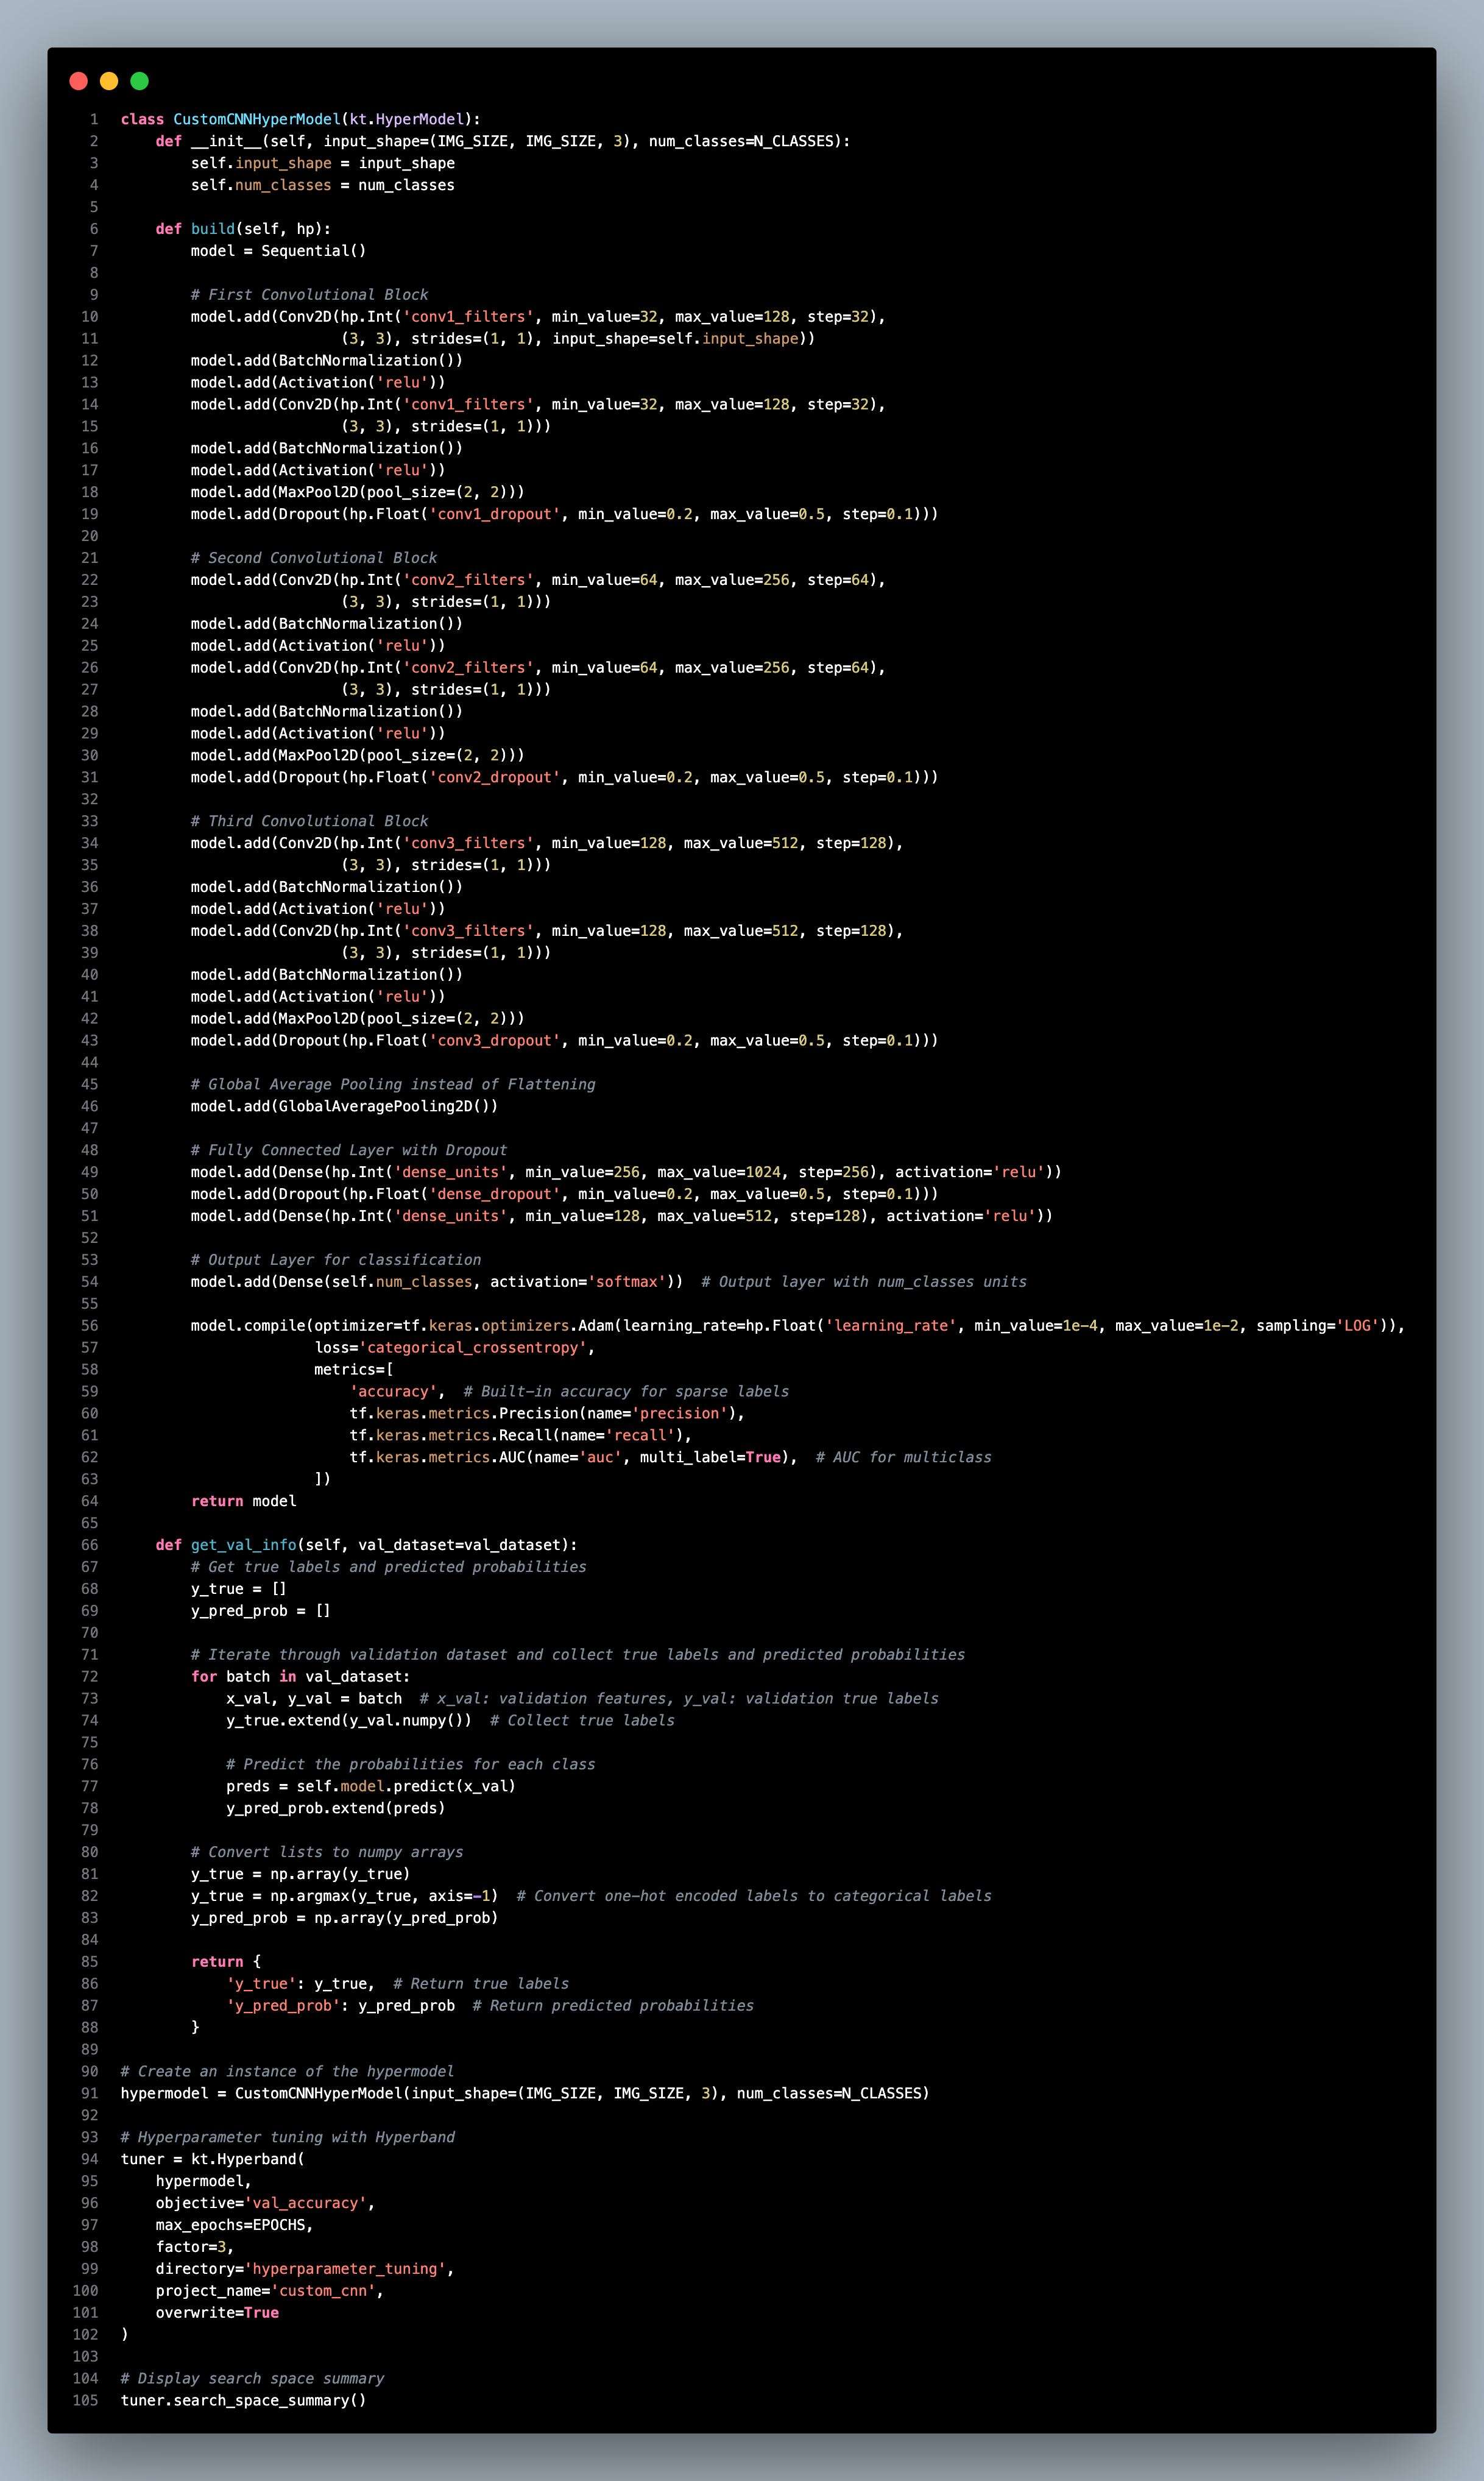 1 class CustomCNNHyperModel(kt.HyperModel):
2     def __init__(self, input_shape=(IMG_SIZE, IMG_SIZE, 3), num_classes=N_CLASSES):
3         self.input_shape = input_shape
4         self.num_classes = num_classes
5
6     def build(self, hp):
7         model = Sequential()
8
9         # First Convolutional Block
10         model.add(Conv2D(hp.Int('conv1_filters', min_value=32, max_value=128, step=32),
11                          (3, 3), strides=(1, 1), input_shape=self.input_shape))
12         model.add(BatchNormalization())
13         model.add(Activation('relu'))
14         model.add(Conv2D(hp.Int('conv1_filters', min_value=32, max_value=128, step=32),
15                          (3, 3), strides=(1, 1)))
16         model.add(BatchNormalization())
17         model.add(Activation('relu'))
18         model.add(MaxPool2D(pool_size=(2, 2)))
19         model.add(Dropout(hp.Float('conv1_dropout', min_value=0.2, max_value=0.5, step=0.1)))
20
21         # Second Convolutional Block
22         model.add(Conv2D(hp.Int('conv2_filters', min_value=64, max_value=256, step=64),
23                          (3, 3), strides=(1, 1)))
24         model.add(BatchNormalization())
25         model.add(Activation('relu'))
26         model.add(Conv2D(hp.Int('conv2_filters', min_value=64, max_value=256, step=64),
27                          (3, 3), strides=(1, 1)))
28         model.add(BatchNormalization())
29         model.add(Activation('relu'))
30         model.add(MaxPool2D(pool_size=(2, 2)))
31         model.add(Dropout(hp.Float('conv2_dropout', min_value=0.2, max_value=0.5, step=0.1)))
32
33         # Third Convolutional Block
34         model.add(Conv2D(hp.Int('conv3_filters', min_value=128, max_value=512, step=128),
35                          (3, 3), strides=(1, 1)))
36         model.add(BatchNormalization())
37         model.add(Activation('relu'))
38         model.add(Conv2D(hp.Int('conv3_filters', min_value=128, max_value=512, step=128),
39                          (3, 3), strides=(1, 1)))
40         model.add(BatchNormalization())
41         model.add(Activation('relu'))
42         model.add(MaxPool2D(pool_size=(2, 2)))
43         model.add(Dropout(hp.Float('conv3_dropout', min_value=0.2, max_value=0.5, step=0.1)))
44
45         # Global Average Pooling instead of Flattening
46         model.add(GlobalAveragePooling2D())
47
48         # Fully Connected Layer with Dropout
49         model.add(Dense(hp.Int('dense_units', min_value=256, max_value=1024, step=256), activation='relu'))
50         model.add(Dropout(hp.Float('dense_dropout', min_value=0.2, max_value=0.5, step=0.1)))
51         model.add(Dense(hp.Int('dense_units', min_value=128, max_value=512, step=128), activation='relu'))
52
53         # Output Layer for classification
54         model.add(Dense(self.num_classes, activation='softmax'))  # Output layer with num_classes units
55
56         model.compile(optimizer=tf.keras.optimizers.Adam(learning_rate=hp.Float('learning_rate', min_value=1e-4, max_value=1e-2, sampling='LOG')),
57                       loss='categorical_crossentropy',
58                       metrics=[
59                           'accuracy',  # Built-in accuracy for sparse labels
60                           tf.keras.metrics.Precision(name='precision'),
61                           tf.keras.metrics.Recall(name='recall'),
62                           tf.keras.metrics.AUC(name='auc', multi_label=True),  # AUC for multiclass
63                       ])
64         return model
65
66     def get_val_info(self, val_dataset=val_dataset):
67         # Get true labels and predicted probabilities
68         y_true = []
69         y_pred_prob = []
70
71         # Iterate through validation dataset and collect true labels and predicted probabilities
72         for batch in val_dataset:
73             x_val, y_val = batch  # x_val: validation features, y_val: validation true labels
74             y_true.extend(y_val.numpy())  # Collect true labels
75
76             # Predict the probabilities for each class
77             preds = self.model.predict(x_val)
78             y_pred_prob.extend(preds)
79
80         # Convert lists to numpy arrays
81         y_true = np.array(y_true)
82         y_true = np.argmax(y_true, axis=-1)  # Convert one-hot encoded labels to categorical labels
83         y_pred_prob = np.array(y_pred_prob)
84
85         return {
86             'y_true': y_true,  # Return true labels
87             'y_pred_prob': y_pred_prob  # Return predicted probabilities
88         }
89
90 # Create an instance of the hypermodel
91 hypermodel = CustomCNNHyperModel(input_shape=(IMG_SIZE, IMG_SIZE, 3), num_classes=N_CLASSES)
92
93 # Hyperparameter tuning with Hyperband
94 tuner = kt.Hyperband(
95     hypermodel,
96     objective='val_accuracy',
97     max_epochs=EPOCHS,
98     factor=3,
99     directory='hyperparameter_tuning',
100     project_name='custom_cnn',
101     overwrite=True
102 )
103
104 # Display search space summary
105 tuner.search_space_summary()